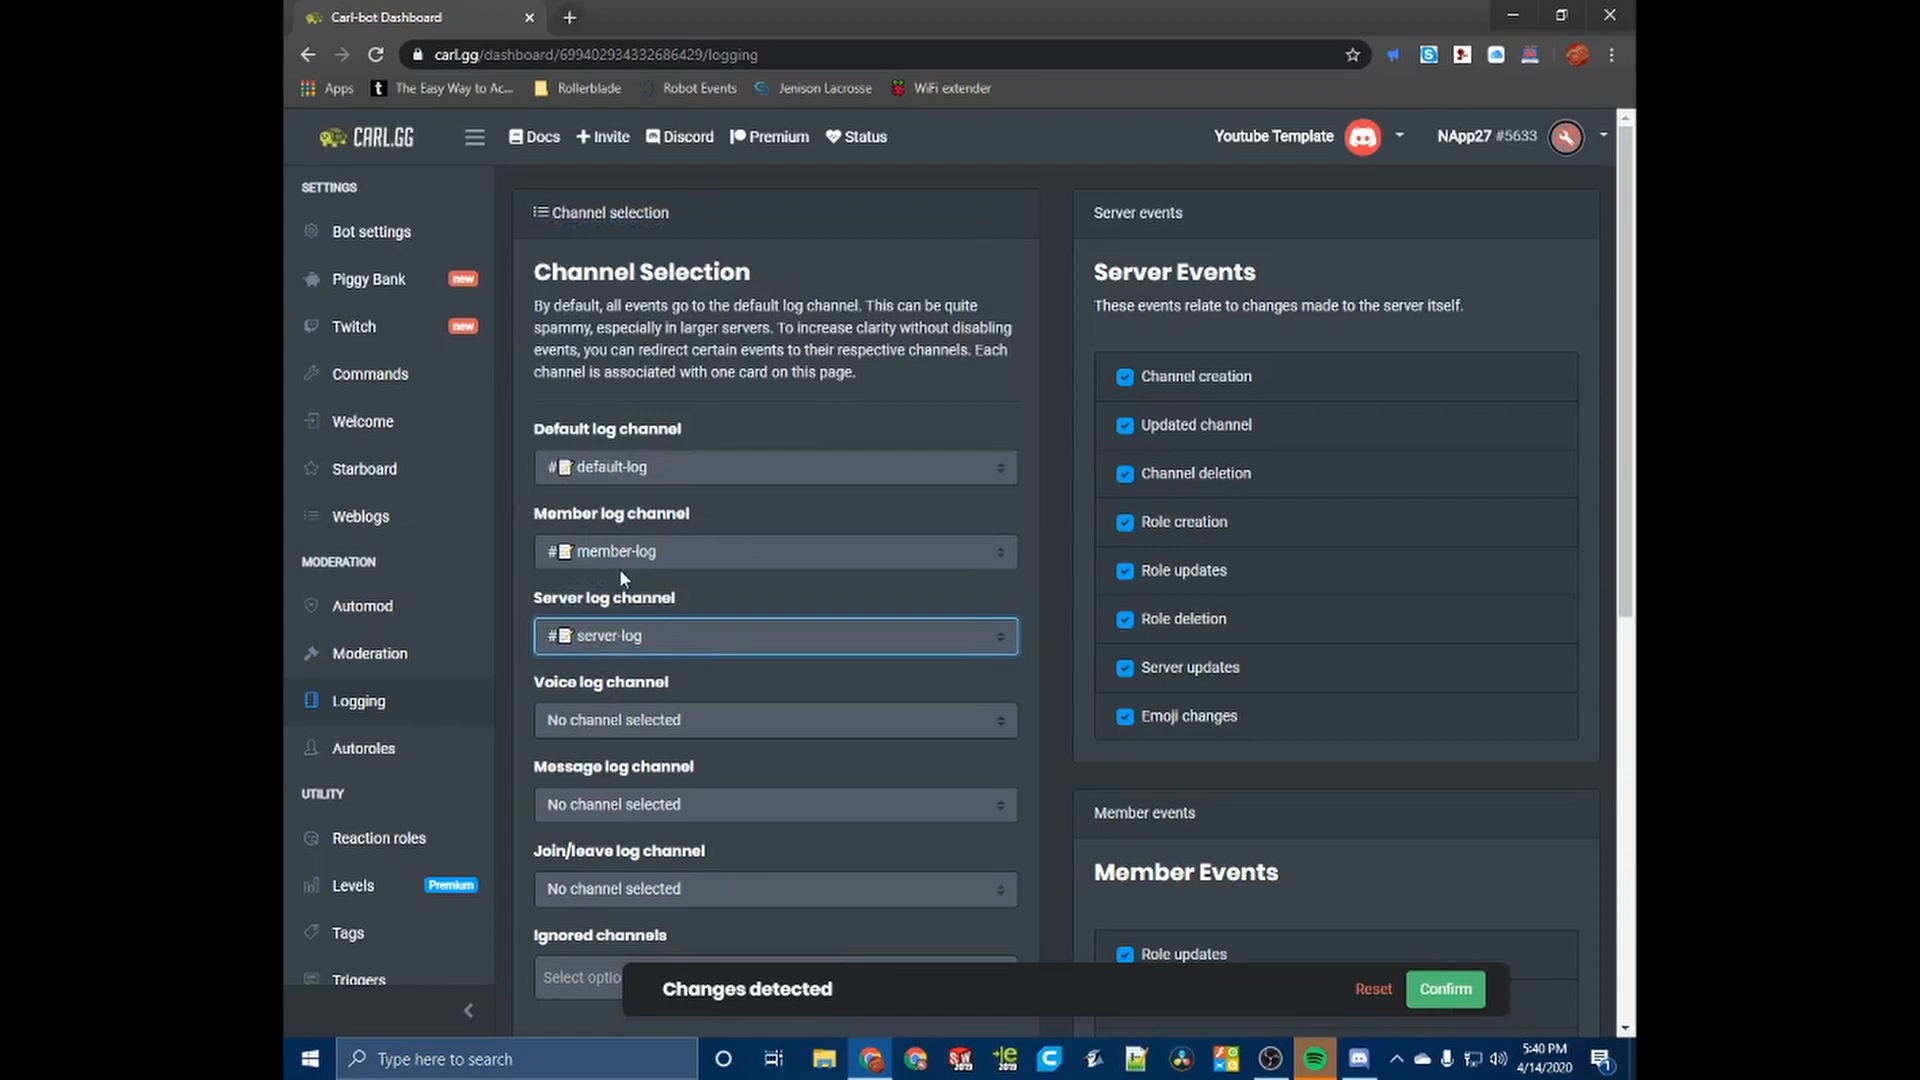 Carl-bot Dashboard
carl.gg/dashboard/699402934332686429/logging
Apps
The Easy Way to Ac...
Rollerblade
Robot Events
Jenison Lacrosse
WiFi extender
CARL.GG
Docs
Invite
Discord
Premium
Status
Youtube Template
NApp27 #5633
SETTINGS
Bot settings
Piggy Bank
new
Twitch
new
Commands
Welcome
Starboard
Weblogs
MODERATION
Automod
Moderation
Logging
Autoroles
UTILITY
Reaction roles
Levels
Premium
Tags
Triggers
Channel selection
Channel Selection
By default, all events go to the default log channel. This can be quite
spammy, especially in larger servers. To increase clarity without disabling
events, you can redirect certain events to their respective channels. Each
channel is associated with one card on this page.
Default log channel
#📝 default-log
Member log channel
#📝 member-log
Server log channel
#📝 server-log
Voice log channel
No channel selected
Message log channel
No channel selected
Join/leave log channel
No channel selected
Ignored channels
Select optio
Server events
Server Events
These events relate to changes made to the server itself.
Channel creation
Updated channel
Channel deletion
Role creation
Role updates
Role deletion
Server updates
Emoji changes
Member events
Member Events
Role updates
Changes detected
Reset
Confirm
Type here to search
5:40 PM
4/14/2020